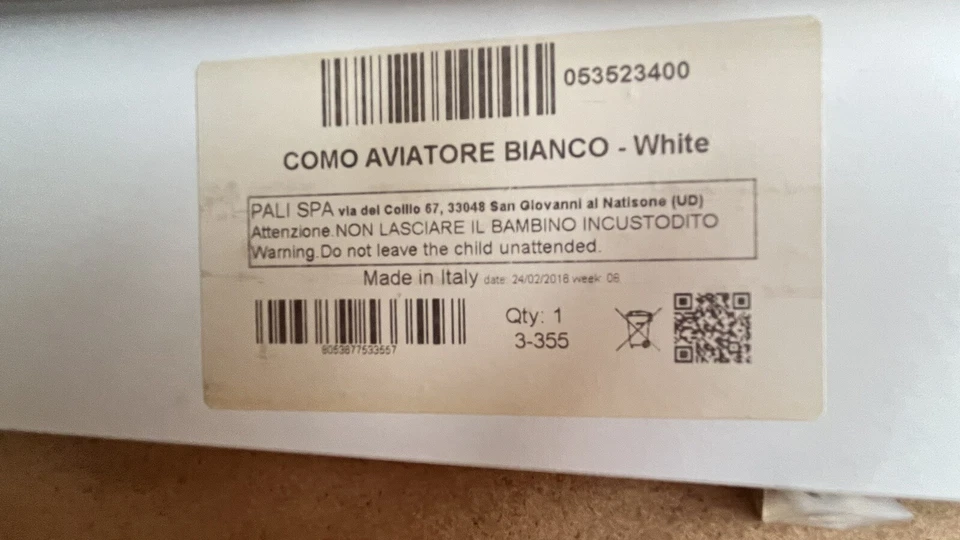 053523400
COMO AVIATORE BIANCO - White
PALI SPA via del Collio 67, 33048 San Giovanni al Natisone (UD)
Attenzione.NON LASCIARE IL BAMBINO INCUSTODITO
Warning.Do not leave the child unattended.
Made in Italy date: 24/02/2016 week: 08
8053677533557
Qty: 1
3-355